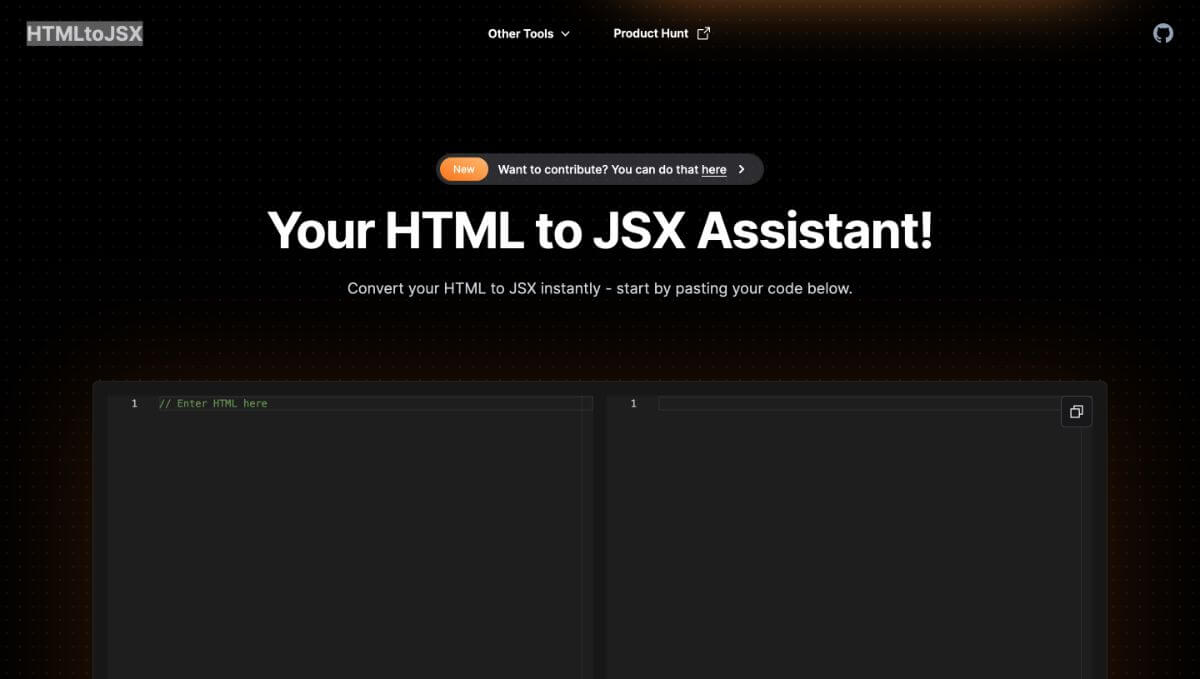 HTMLtoJSX
Other Tools
Product Hunt
New
Want to contribute? You can do that here
Your HTML to JSX Assistant!
Convert your HTML to JSX instantly - start by pasting your code below.
1 // Enter HTML here
1